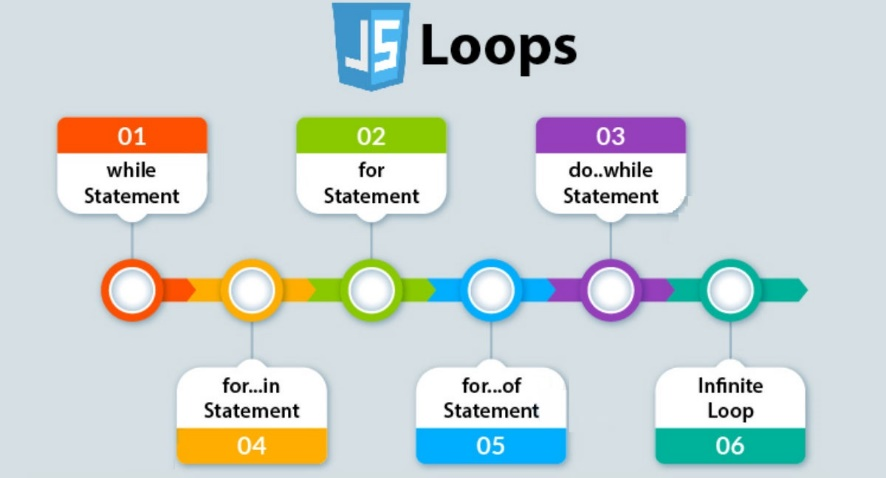 JS Loops
01
while
Statement
02
for
Statement
03
do..while
Statement
for...in
Statement
04
for...of
Statement
05
Infinite
Loop
06